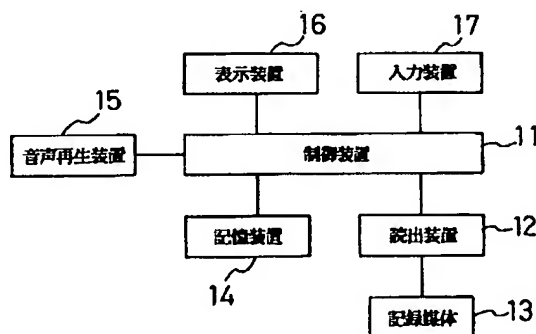 16
17
表示装置
入力装置
15
音声再生装置
制御装置
11
記憶装置
読出装置
12
14
記録媒体
13